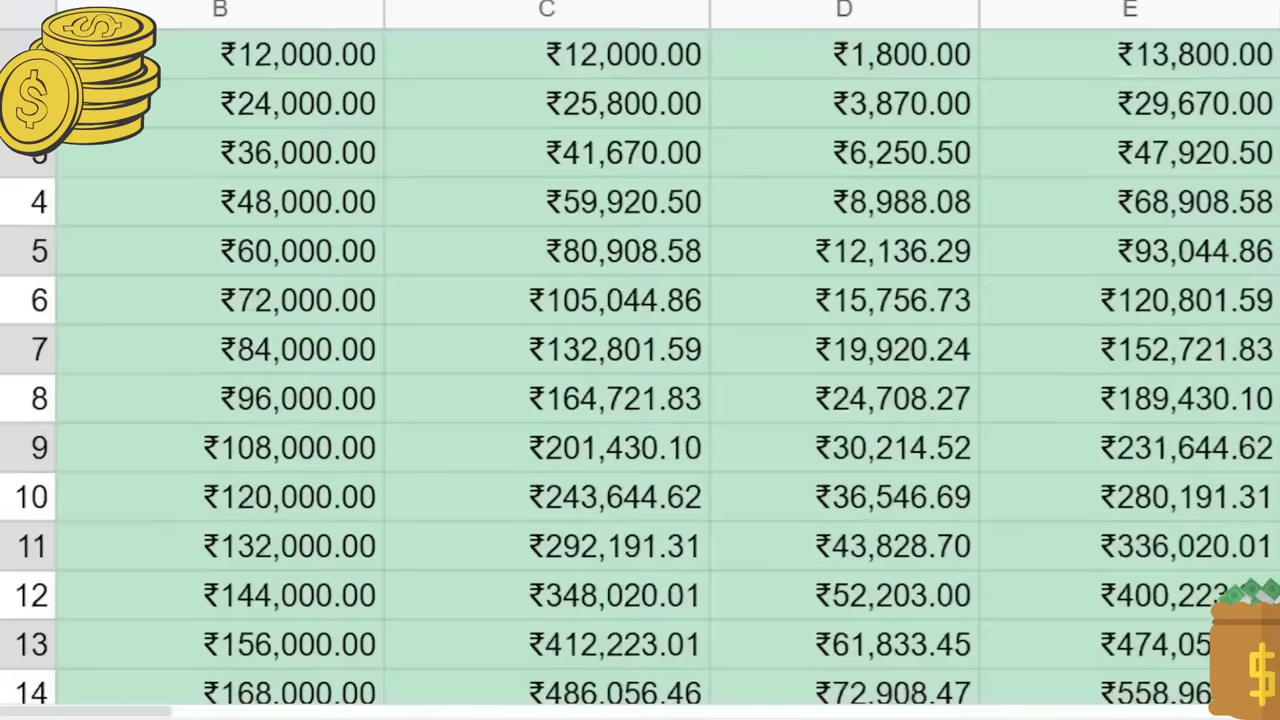 B C D E
₹12,000.00 ₹12,000.00 ₹1,800.00 ₹13,800.00
₹24,000.00 ₹25,800.00 ₹3,870.00 ₹29,670.00
3 ₹36,000.00 ₹41,670.00 ₹6,250.50 ₹47,920.50
4 ₹48,000.00 ₹59,920.50 ₹8,988.08 ₹68,908.58
5 ₹60,000.00 ₹80,908.58 ₹12,136.29 ₹93,044.86
6 ₹72,000.00 ₹105,044.86 ₹15,756.73 ₹120,801.59
7 ₹84,000.00 ₹132,801.59 ₹19,920.24 ₹152,721.83
8 ₹96,000.00 ₹164,721.83 ₹24,708.27 ₹189,430.10
9 ₹108,000.00 ₹201,430.10 ₹30,214.52 ₹231,644.62
10 ₹120,000.00 ₹243,644.62 ₹36,546.69 ₹280,191.31
11 ₹132,000.00 ₹292,191.31 ₹43,828.70 ₹336,020.01
12 ₹144,000.00 ₹348,020.01 ₹52,203.00
13 ₹156,000.00 ₹412,223.01 ₹61,833.45
14 ₹168,000.00 ₹486,056.46 ₹72,908.47